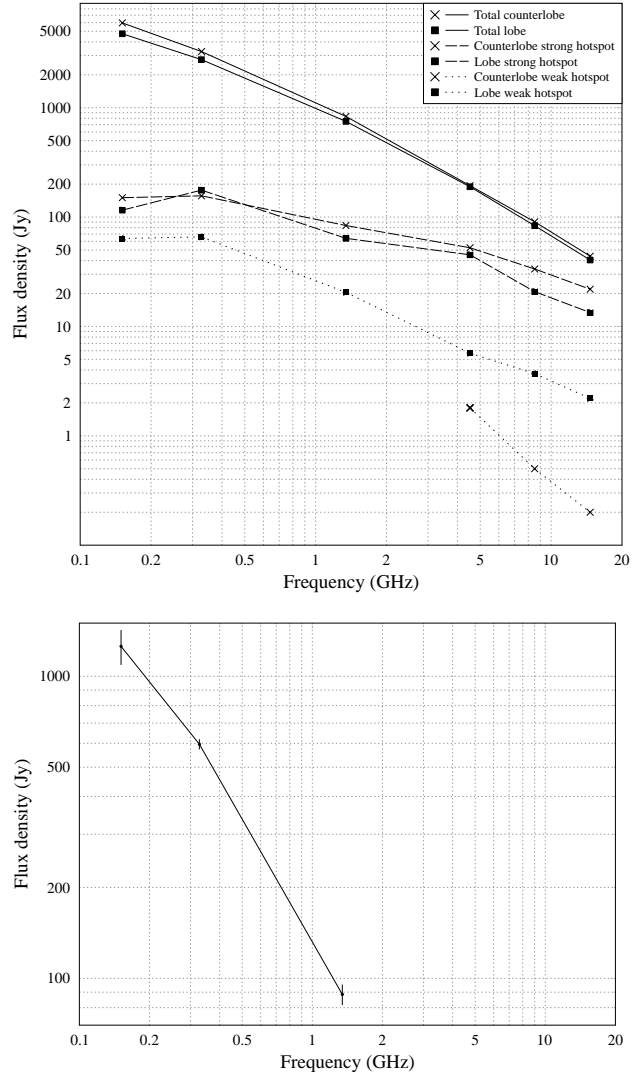 Total counterlobe
Total lobe
Counterlobe strong hotspot
Lobe strong hotspot
Counterlobe weak hotspot
Lobe weak hotspot
5000
2000
1000
500
200
100
50
20
10
5
2
1
Flux density (Jy)
0.1 0.2 0.5 1 2 5 10 20
Frequency (GHz)
1000
500
200
100
Flux density (Jy)
0.1 0.2 0.5 1 2 5 10 20
Frequency (GHz)